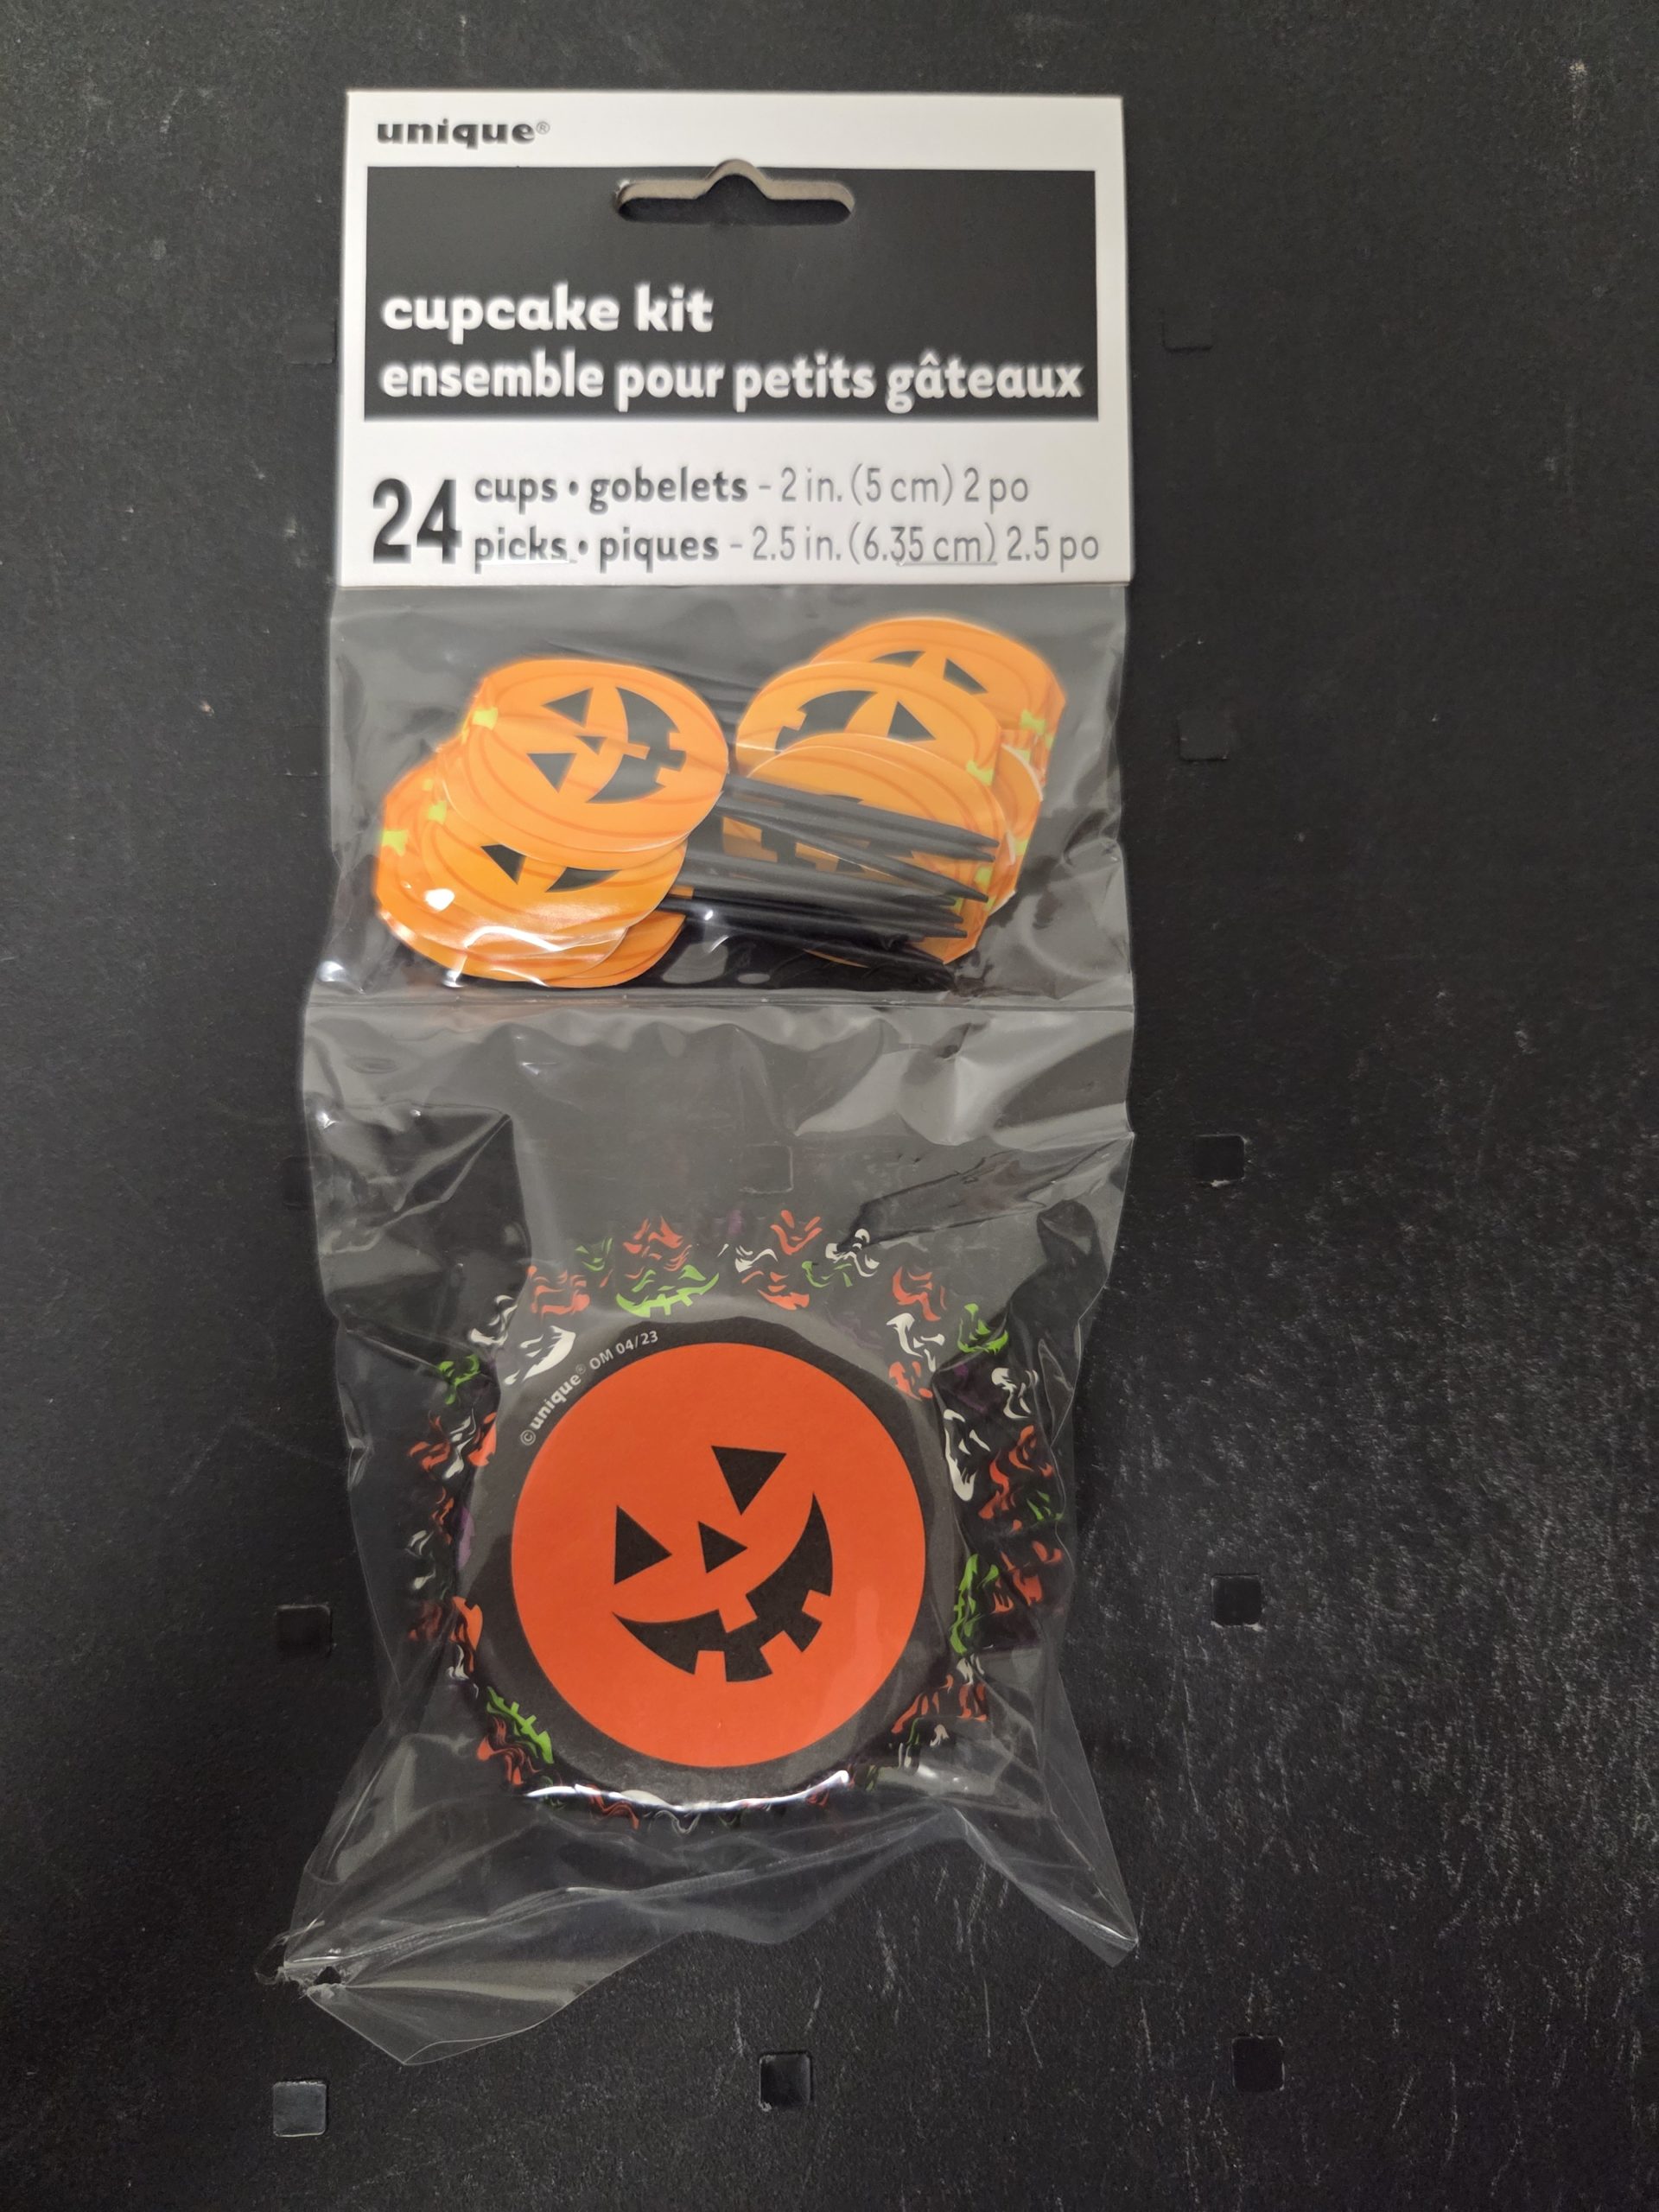 unique®
cupcake kit
ensemble pour petits gâteaux
24
cups • gobelets - 2 in. (5 cm) 2 po
picks • piques - 2.5 in. (6.35 cm) 2.5 po
© unique® OM 04/23